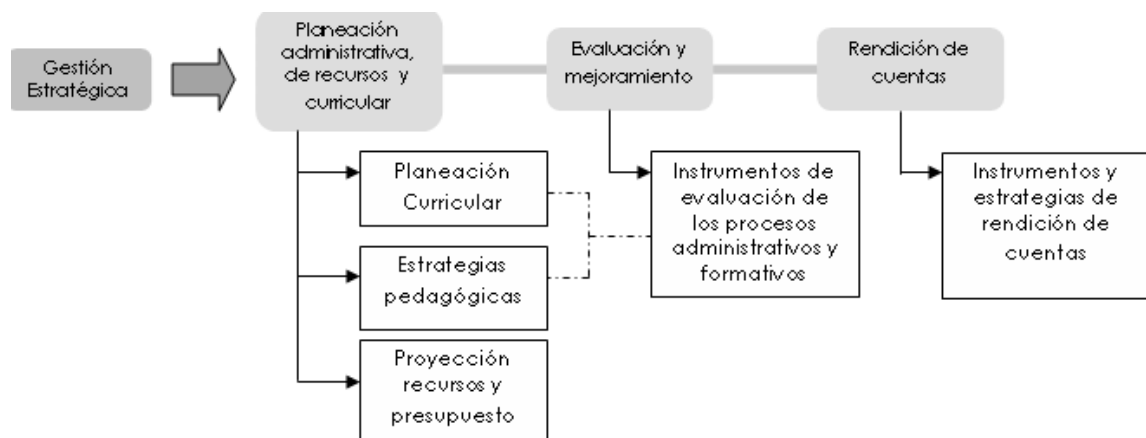 Gestión
Estratégica
Planeación
administrativa,
de recursos y
curricular
Evaluación y
mejoramiento
Rendición de
cuentas
Planeación
Curricular
Estrategias
pedagógicas
Proyección
recursos y
presupuesto
Instrumentos de
evaluación de
los procesos
administrativos y
formativos
Instrumentos y
estrategias de
rendición de
cuentas